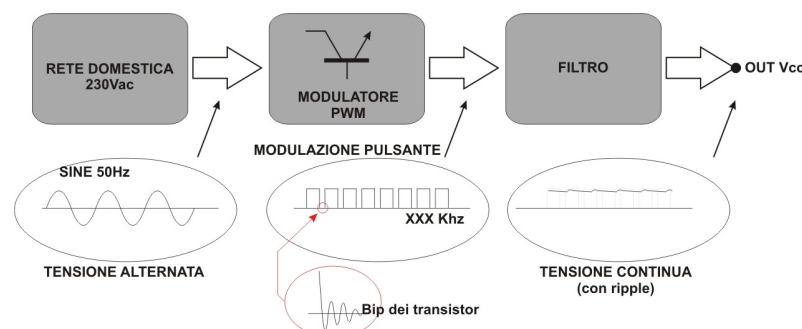 RETE DOMESTICA
230Vac
MODULATORE
PWM
FILTRO
OUT Vcc
MODULAZIONE PULSANTE
SINE 50Hz
XXX Khz
TENSIONE ALTERNATA
TENSIONE CONTINUA
(con ripple)
Bip dei transistor